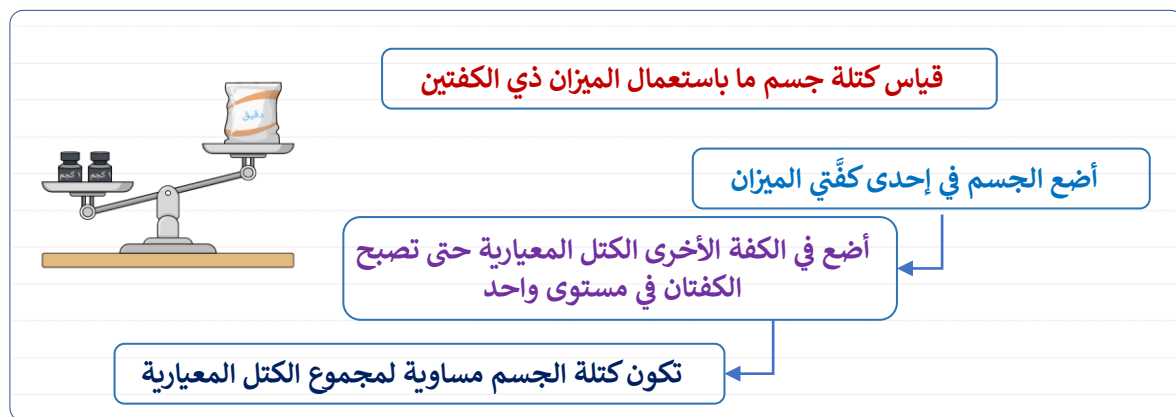 قياس كتلة جسم ما باستعمال الميزان ذي الكفتين
دقيق
أضع الجسم في إحدى كفَّتي الميزان
أضع في الكفة الأخرى الكتل المعيارية حتى تصبح
الكفتان في مستوى واحد
تكون كتلة الجسم مساوية لمجموع الكتل المعيارية